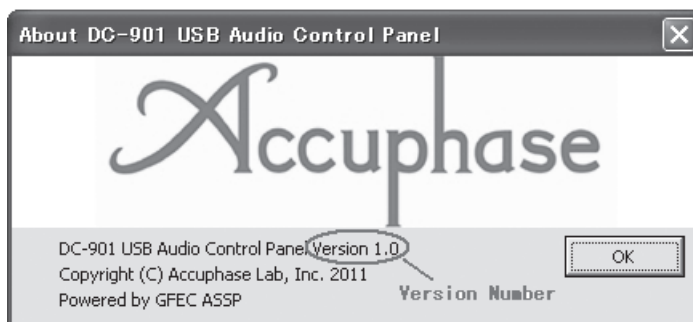 About DC-901 USB Audio Control Panel
Accuphase
DC-901 USB Audio Control Panel Version 1.0
OK
Copyright (C) Accuphase Lab, Inc. 2011
Powered by GFEC ASSP
Version Number